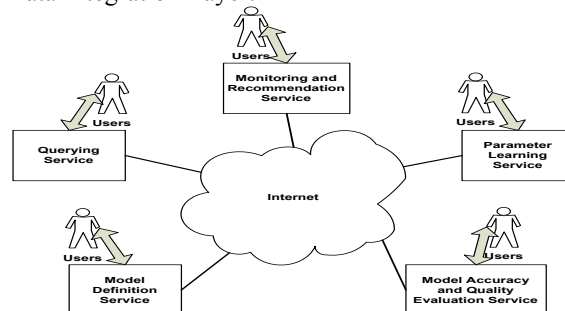 Users
Monitoring and
Recommendation
Service
Users
Querying
Service
Users
Parameter
Learning
Service
Internet
Users
Model
Definition
Service
Users
Model Accuracy
and Quality
Evaluation Service